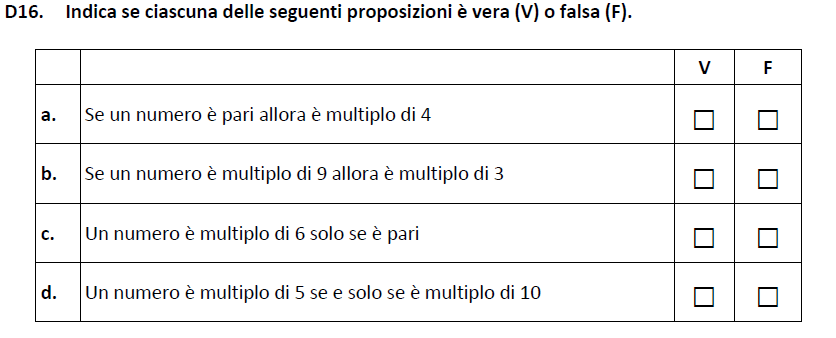 D16. Indica se ciascuna delle seguenti proposizioni è vera (V) o falsa (F).
V F
a. Se un numero è pari allora è multiplo di 4
b. Se un numero è multiplo di 9 allora è multiplo di 3
c. Un numero è multiplo di 6 solo se è pari
d. Un numero è multiplo di 5 se e solo se è multiplo di 10